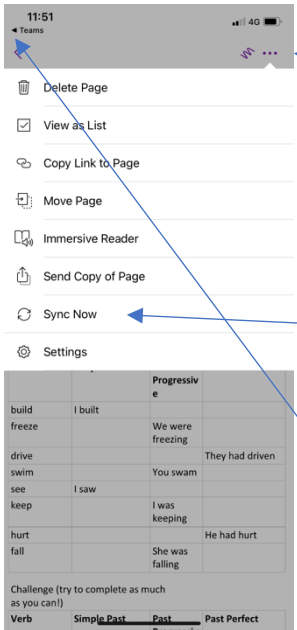 11:51
4G
◄ Teams
Delete Page
View as List
Copy Link to Page
Move Page
Immersive Reader
Send Copy of Page
Sync Now
Settings
Progressiv
e
build I built
freeze We were
freezing
drive They had driven
swim You swam
see I saw
keep I was
keeping
hurt He had hurt
fall She was
falling
Challenge (try to complete as much
as you can!)
Verb Simple Past Past Past Perfect